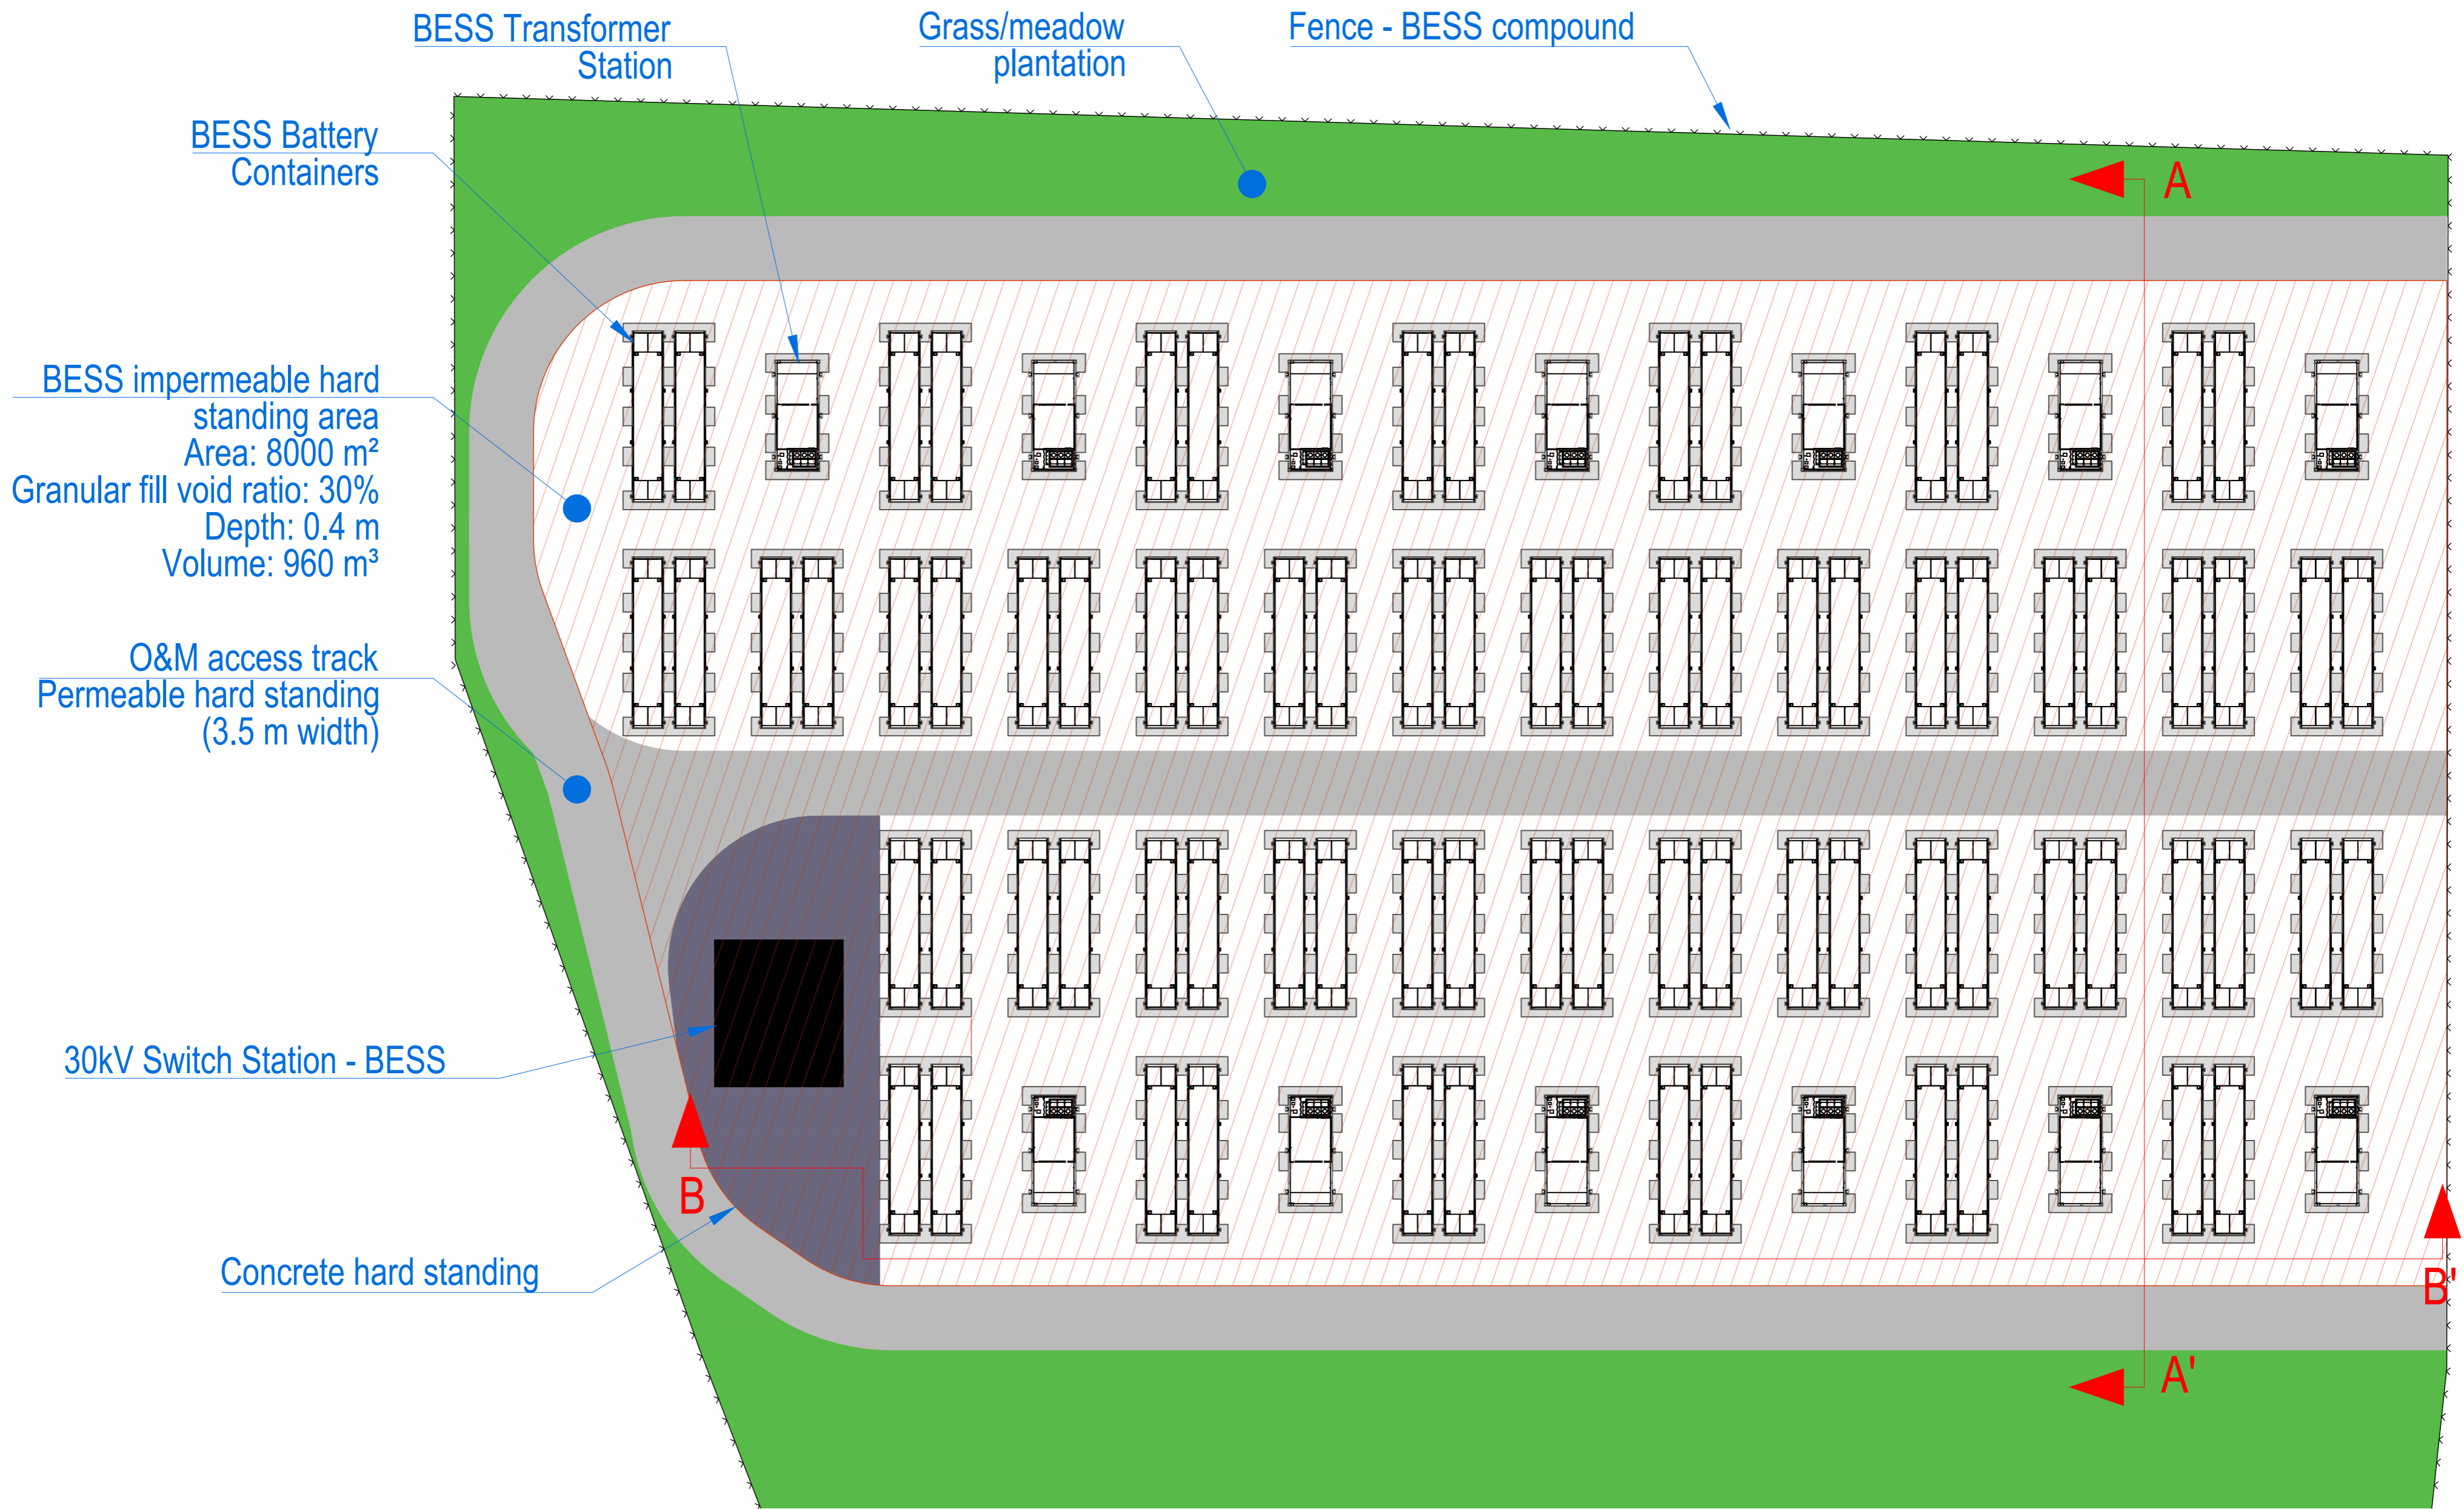 BESS Transformer
Station
Grass/meadow
plantation
Fence - BESS compound
BESS Battery
Containers
A
BESS impermeable hard
standing area
Area: 8000 m²
Granular fill void ratio: 30%
Depth: 0.4 m
Volume: 960 m³
O&M access track
Permeable hard standing
(3.5 m width)
30kV Switch Station - BESS
B
Concrete hard standing
B'
A'